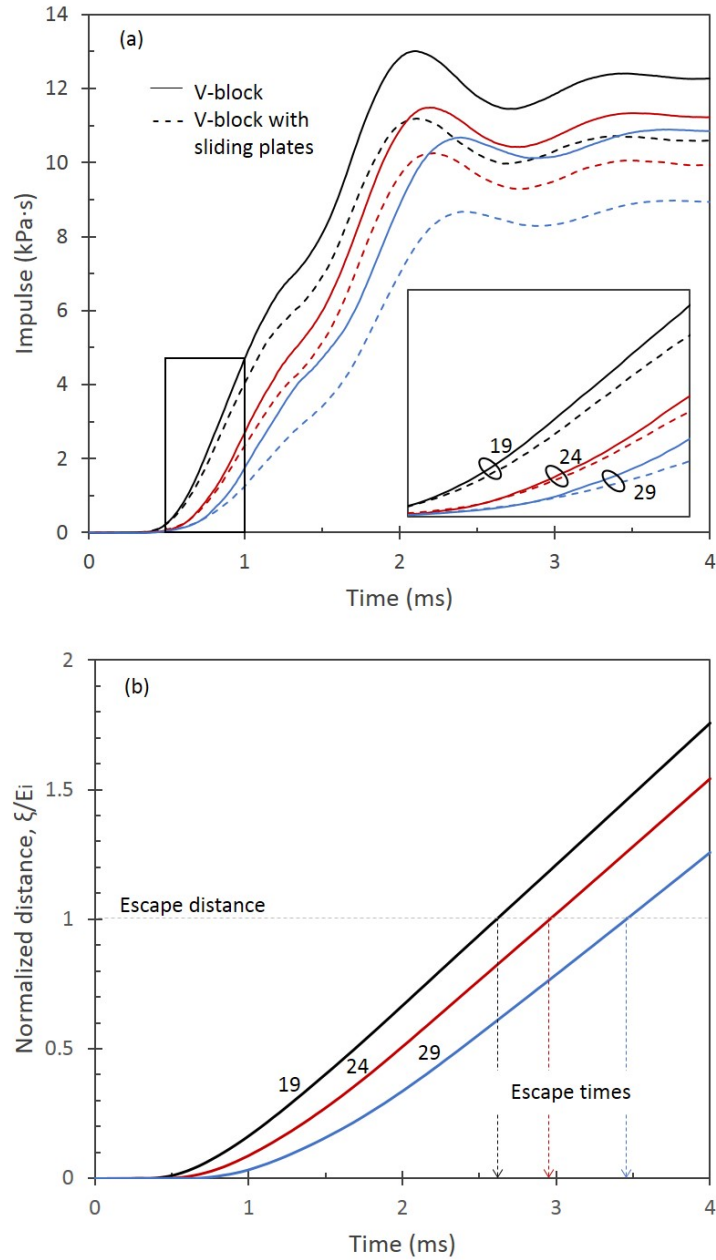 (a)
14
12
10
8
6
4
2
0
Impulse (kPa·s)
V-block
V-block with
sliding plates
19
24
29
0 1 2 3 4
Time (ms)
(b)
2
1.5
1
0.5
0
Normalized distance, ξ/Ei
Escape distance
19
24
29
Escape times
0 1 2 3 4
Time (ms)